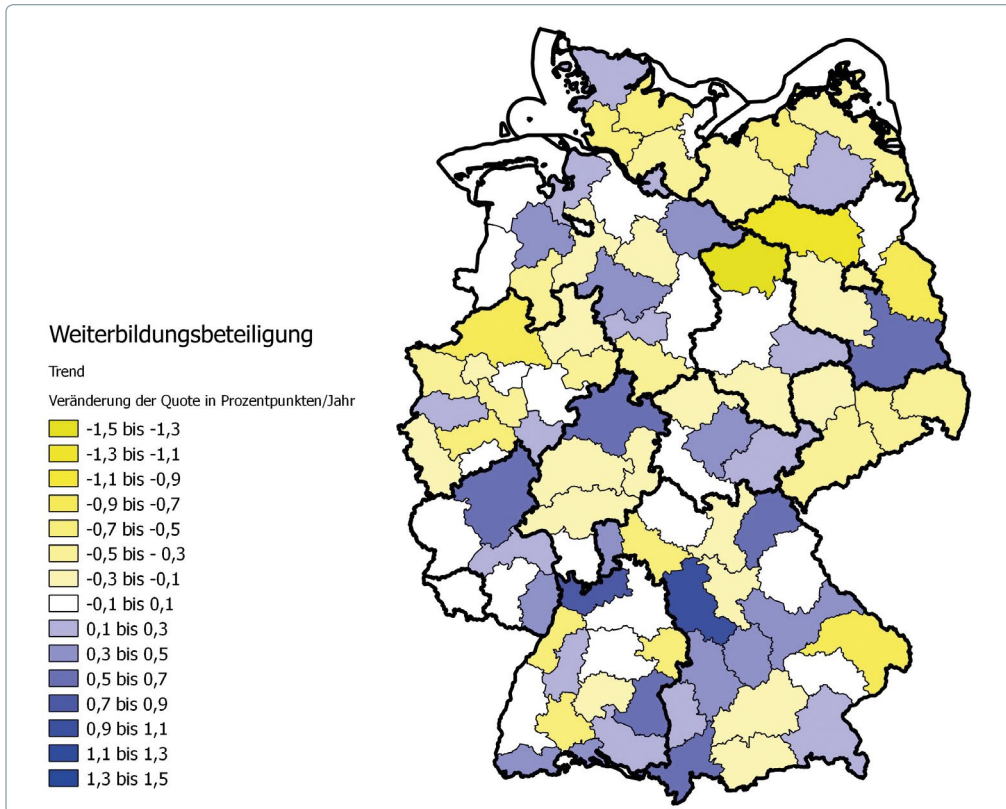 Weiterbildungsbeteiligung
Trend
Veränderung der Quote in Prozentpunkten/Jahr
-1,5 bis -1,3
-1,3 bis -1,1
-1,1 bis -0,9
-0,9 bis -0,7
-0,7 bis -0,5
-0,5 bis - 0,3
-0,3 bis -0,1
-0,1 bis 0,1
0,1 bis 0,3
0,3 bis 0,5
0,5 bis 0,7
0,7 bis 0,9
0,9 bis 1,1
1,1 bis 1,3
1,3 bis 1,5